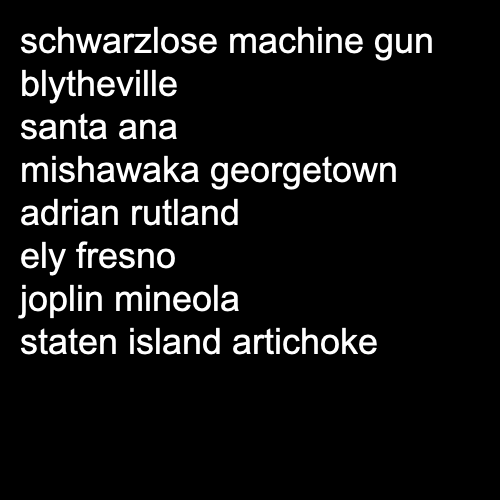 schwarzlose machine gun
blytheville
santa ana
mishawaka georgetown
adrian rutland
ely fresno
joplin mineola
staten island artichoke